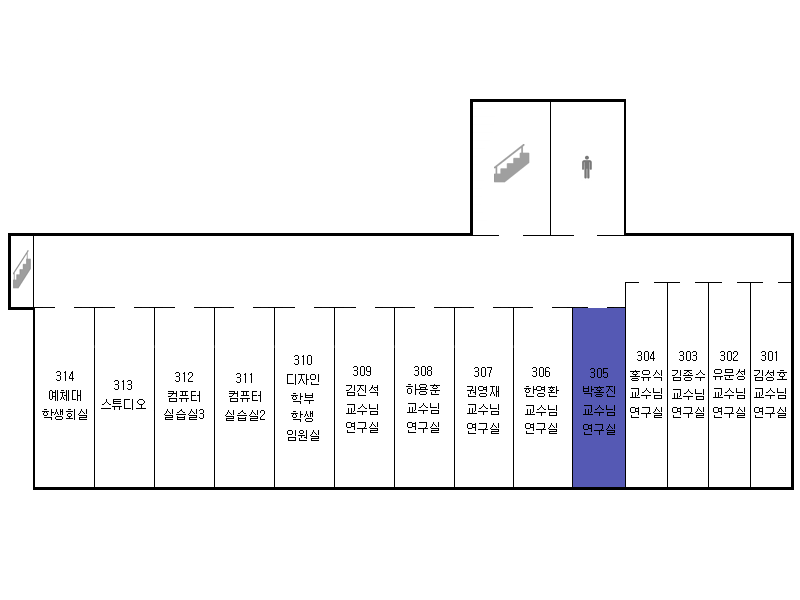 314
예체대
학생회실
313
스튜디오
312
컴퓨터
실습실3
311
컴퓨터
실습실2
310
디자인
학부
학생
임원실
309
김진석
교수님
연구실
308
하용훈
교수님
연구실
307
권영재
교수님
연구실
306
한영환
교수님
연구실
305
박홍진
교수님
연구실
304
홍유식
교수님
연구실
303
김종수
교수님
연구실
302
유문성
교수님
연구실
301
김성호
교수님
연구실